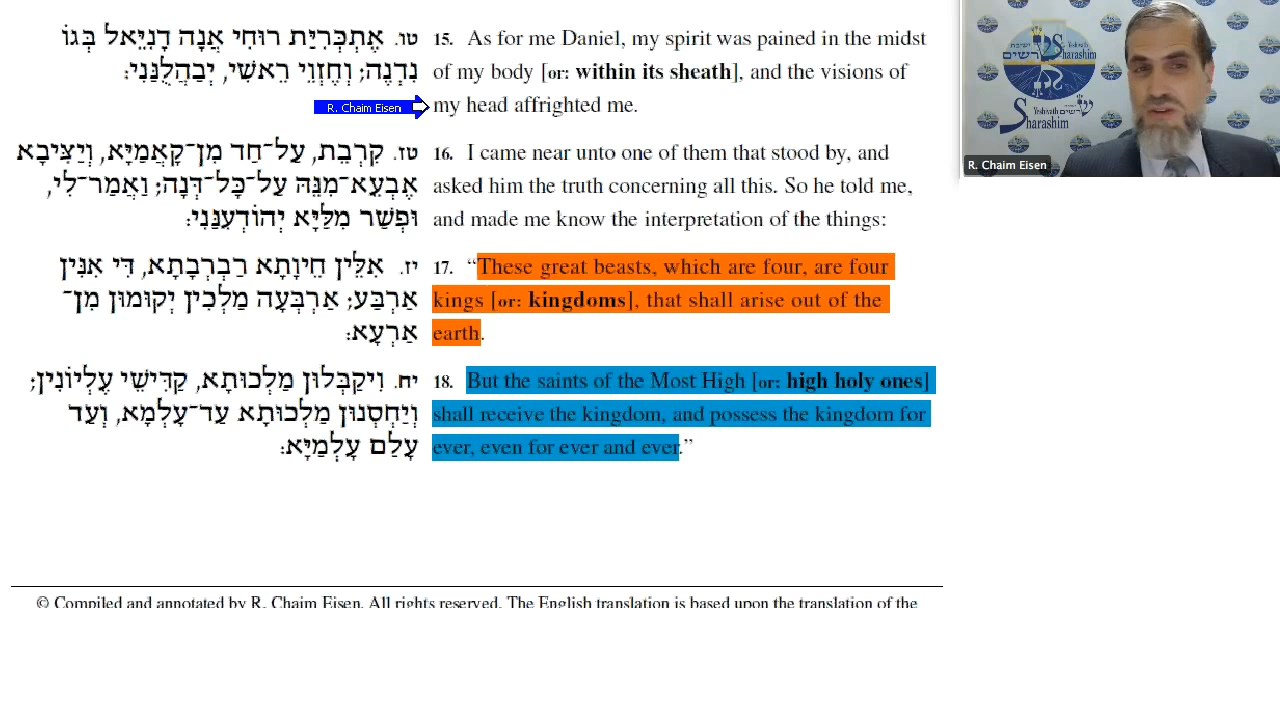 טו. אֶתְכְּרִיַּת רוּחִי אֲנָה דָנִיֵּאל בְּגוֹ
נִדְנֶה; וְחֶזְוֵי רֵאשִׁי, יְבַהֲלֻנַּנִי:
15. As for me Daniel, my spirit was pained in the midst
of my body [or: within its sheath], and the visions of
my head affrighted me.
R. Chaim Eisen
טז. קִרְבֵת, עַל־חַד מִן־קָאֲמַיָּא, וְיַצִּיבָא
אֶבְעֵא־מִנֵּהּ עַל־כָּל־דְּנָה; וַאֲמַר־לִי,
וּפְשַׁר מִלַּיָּא יְהוֹדְעִנַּנִי:
16. I came near unto one of them that stood by, and
asked him the truth concerning all this. So he told me,
and made me know the interpretation of the things:
יז. אִלֵּין חֵיוָתָא רַבְרְבָתָא, דִּי אִנִּין
אַרְבַּע; אַרְבְּעָה מַלְכִין יְקוּמוּן מִן־
אַרְעָא:
17. “These great beasts, which are four, are four
kings [or: kingdoms], that shall arise out of the
earth.
יח. וִיקַבְּלוּן מַלְכוּתָא, קַדִּישֵׁי עֶלְיוֹנִין;
וְיַחְסְנוּן מַלְכוּתָא עַד־עָלְמָא, וְעַד
עָלַם עָלְמַיָּא:
18. But the saints of the Most High [or: high holy ones]
shall receive the kingdom, and possess the kingdom for
ever, even for ever and ever.”
© Compiled and annotated by R. Chaim Eisen. All rights reserved. The English translation is based upon the translation of the
ישיבת
שרשים
Yeshivath
Sharashim
R. Chaim Eisen